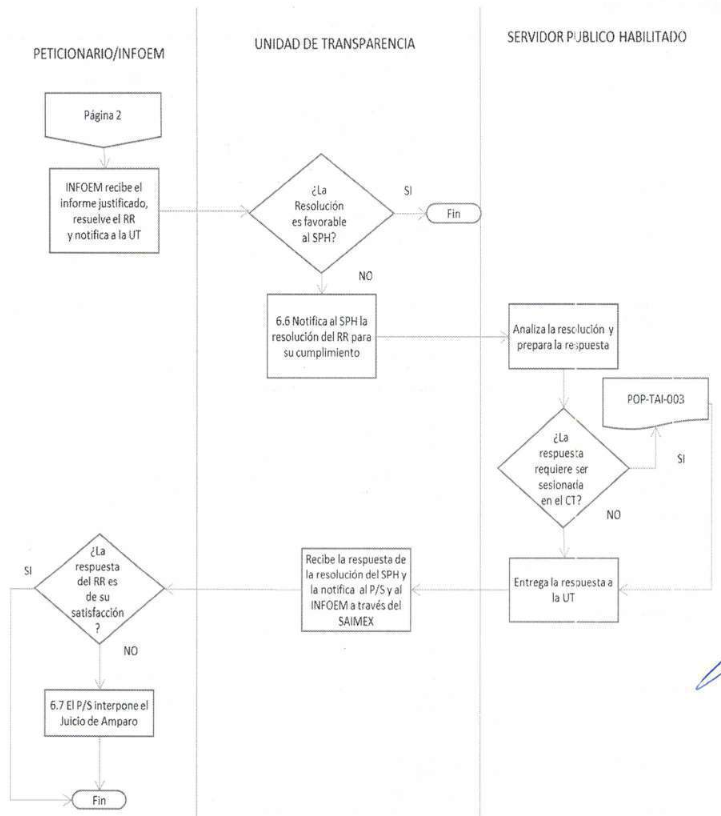 PETICIONARIO/INFOEM
UNIDAD DE TRANSPARENCIA
SERVIDOR PUBLICO HABILITADO
Página 2
INFOEM recibe el
informe justificado,
resuelve el RR
y notifica a la UT
¿La
Resolución
es favorable
al SPH?
SI
Fin
NO
6.6 Notifica al SPH la
resolución del RR para
su cumplimiento
Analiza la resolución y
prepara la respuesta
POP-TAI-003
¿La
respuesta
requiere ser
sesionada
en el CT?
SI
NO
Entrega la respuesta a
la UT
Recibe la respuesta de
la resolución del SPH y
la notifica al P/S y al
INFOEM a través del
SAIMEX
¿La
respuesta
del RR es
de su
satisfacción
?
SI
NO
6.7 El P/S interpone el
Juicio de Amparo
Fin